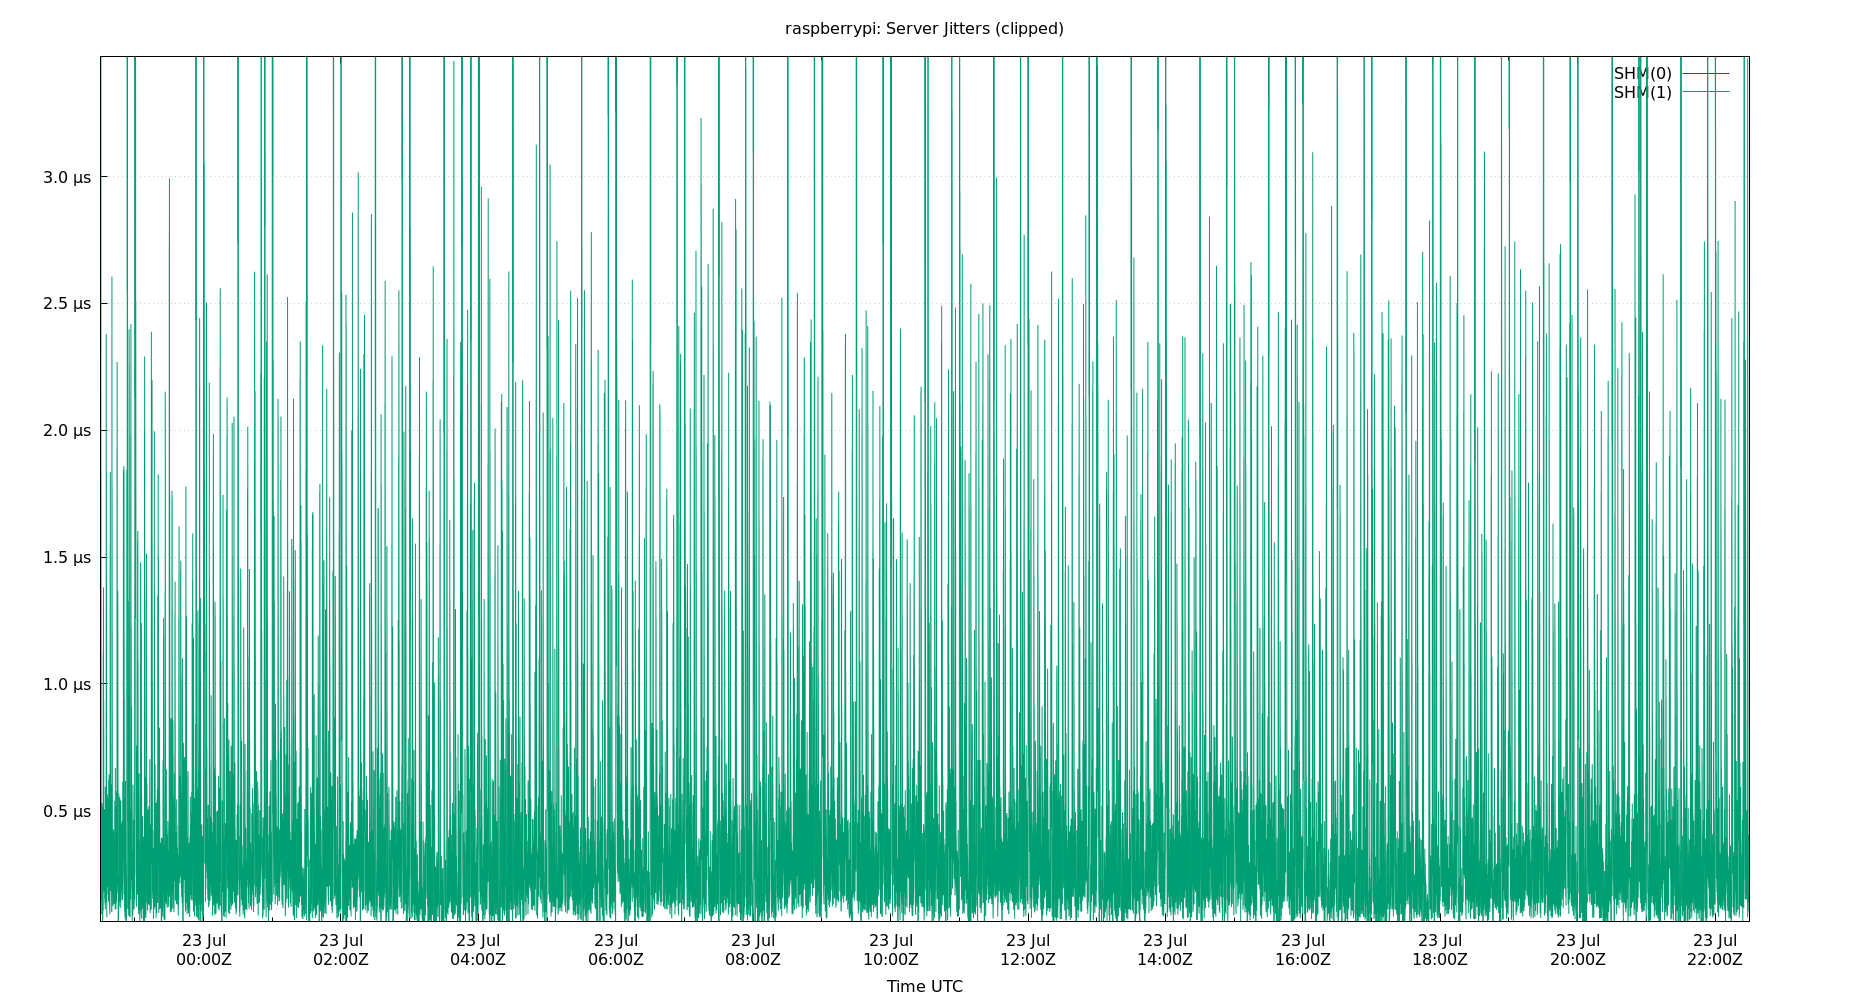 raspberrypi: Server Jitters (clipped)
SHM(0)
SHM(1)
3.0 µs
2.5 µs
2.0 µs
1.5 µs
1.0 µs
0.5 µs
23 Jul 23 Jul 23 Jul 23 Jul 23 Jul 23 Jul 23 Jul 23 Jul 23 Jul 23 Jul 23 Jul 23 Jul
00:00Z 02:00Z 04:00Z 06:00Z 08:00Z 10:00Z 12:00Z 14:00Z 16:00Z 18:00Z 20:00Z 22:00Z
Time UTC